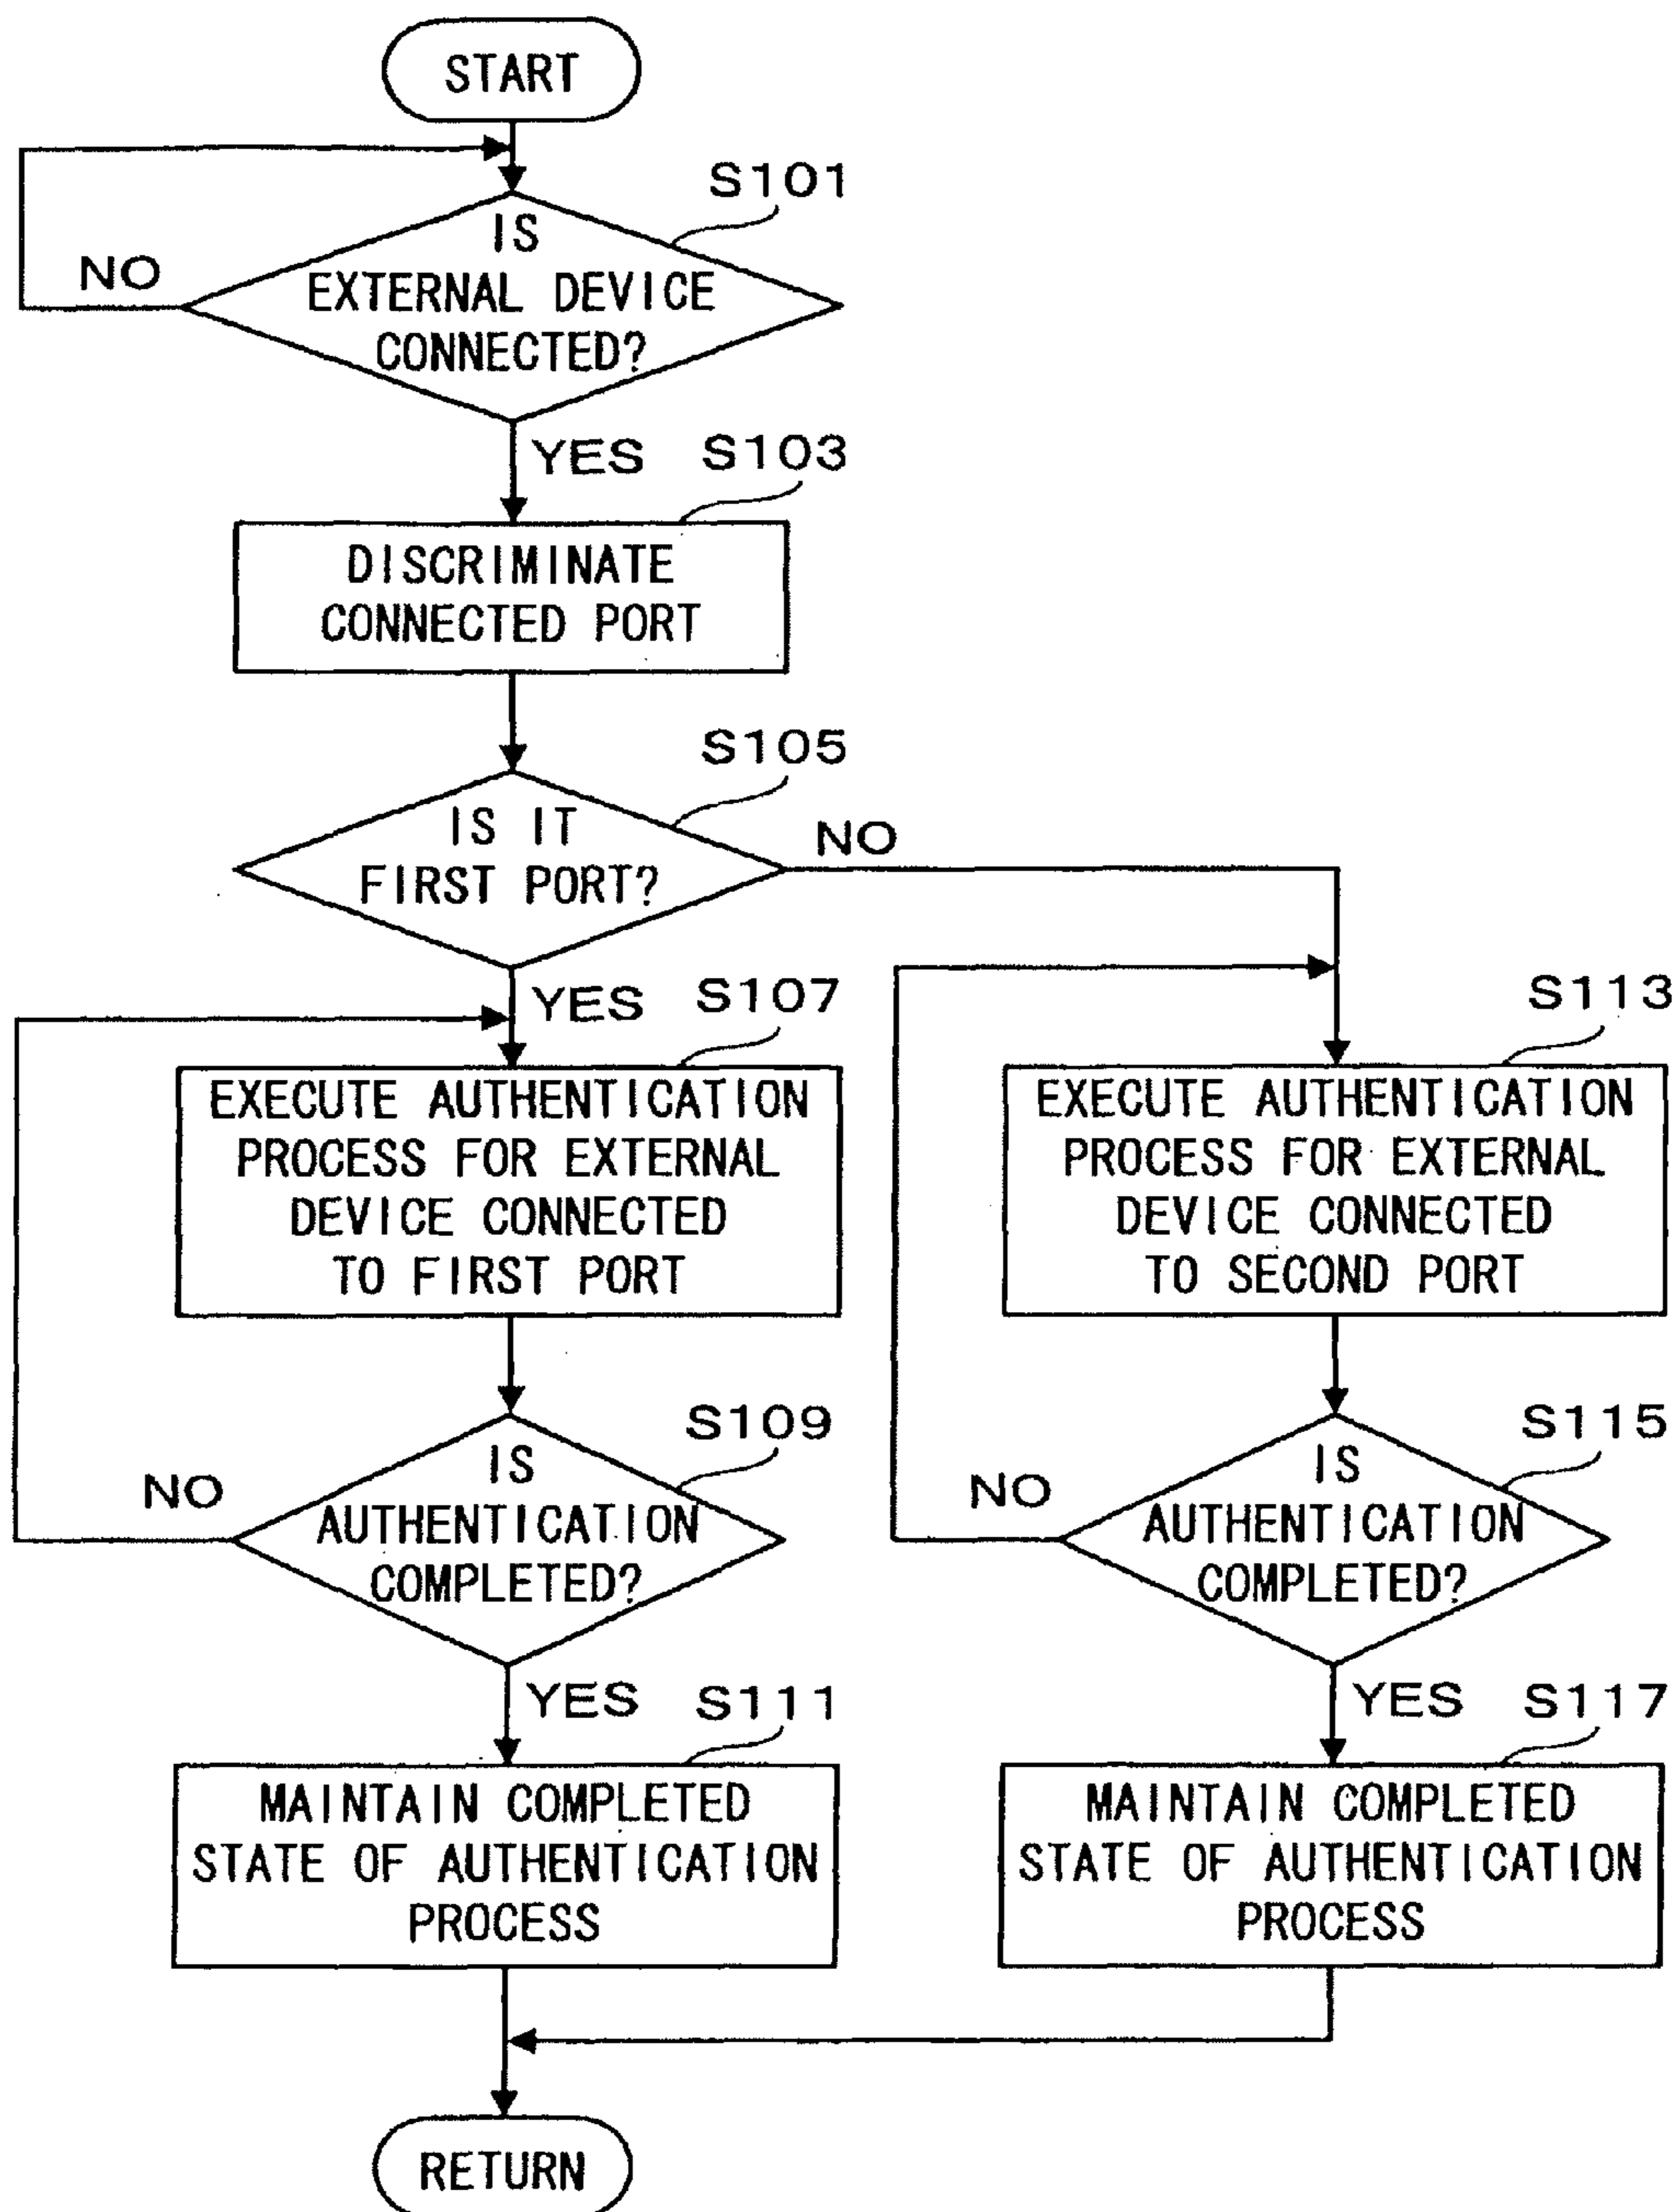 START
S101
IS
EXTERNAL DEVICE
CONNECTED?
NO
YES
S103
DISCRIMINATE
CONNECTED PORT
S105
IS IT
FIRST PORT?
NO
YES
S107
EXECUTE AUTHENTICATION
PROCESS FOR EXTERNAL
DEVICE CONNECTED
TO FIRST PORT
S109
IS
AUTHENTICATION
COMPLETED?
NO
YES
S111
MAINTAIN COMPLETED
STATE OF AUTHENTICATION
PROCESS
S113
EXECUTE AUTHENTICATION
PROCESS FOR EXTERNAL
DEVICE CONNECTED
TO SECOND PORT
S115
IS
AUTHENTICATION
COMPLETED?
NO
YES
S117
MAINTAIN COMPLETED
STATE OF AUTHENTICATION
PROCESS
RETURN